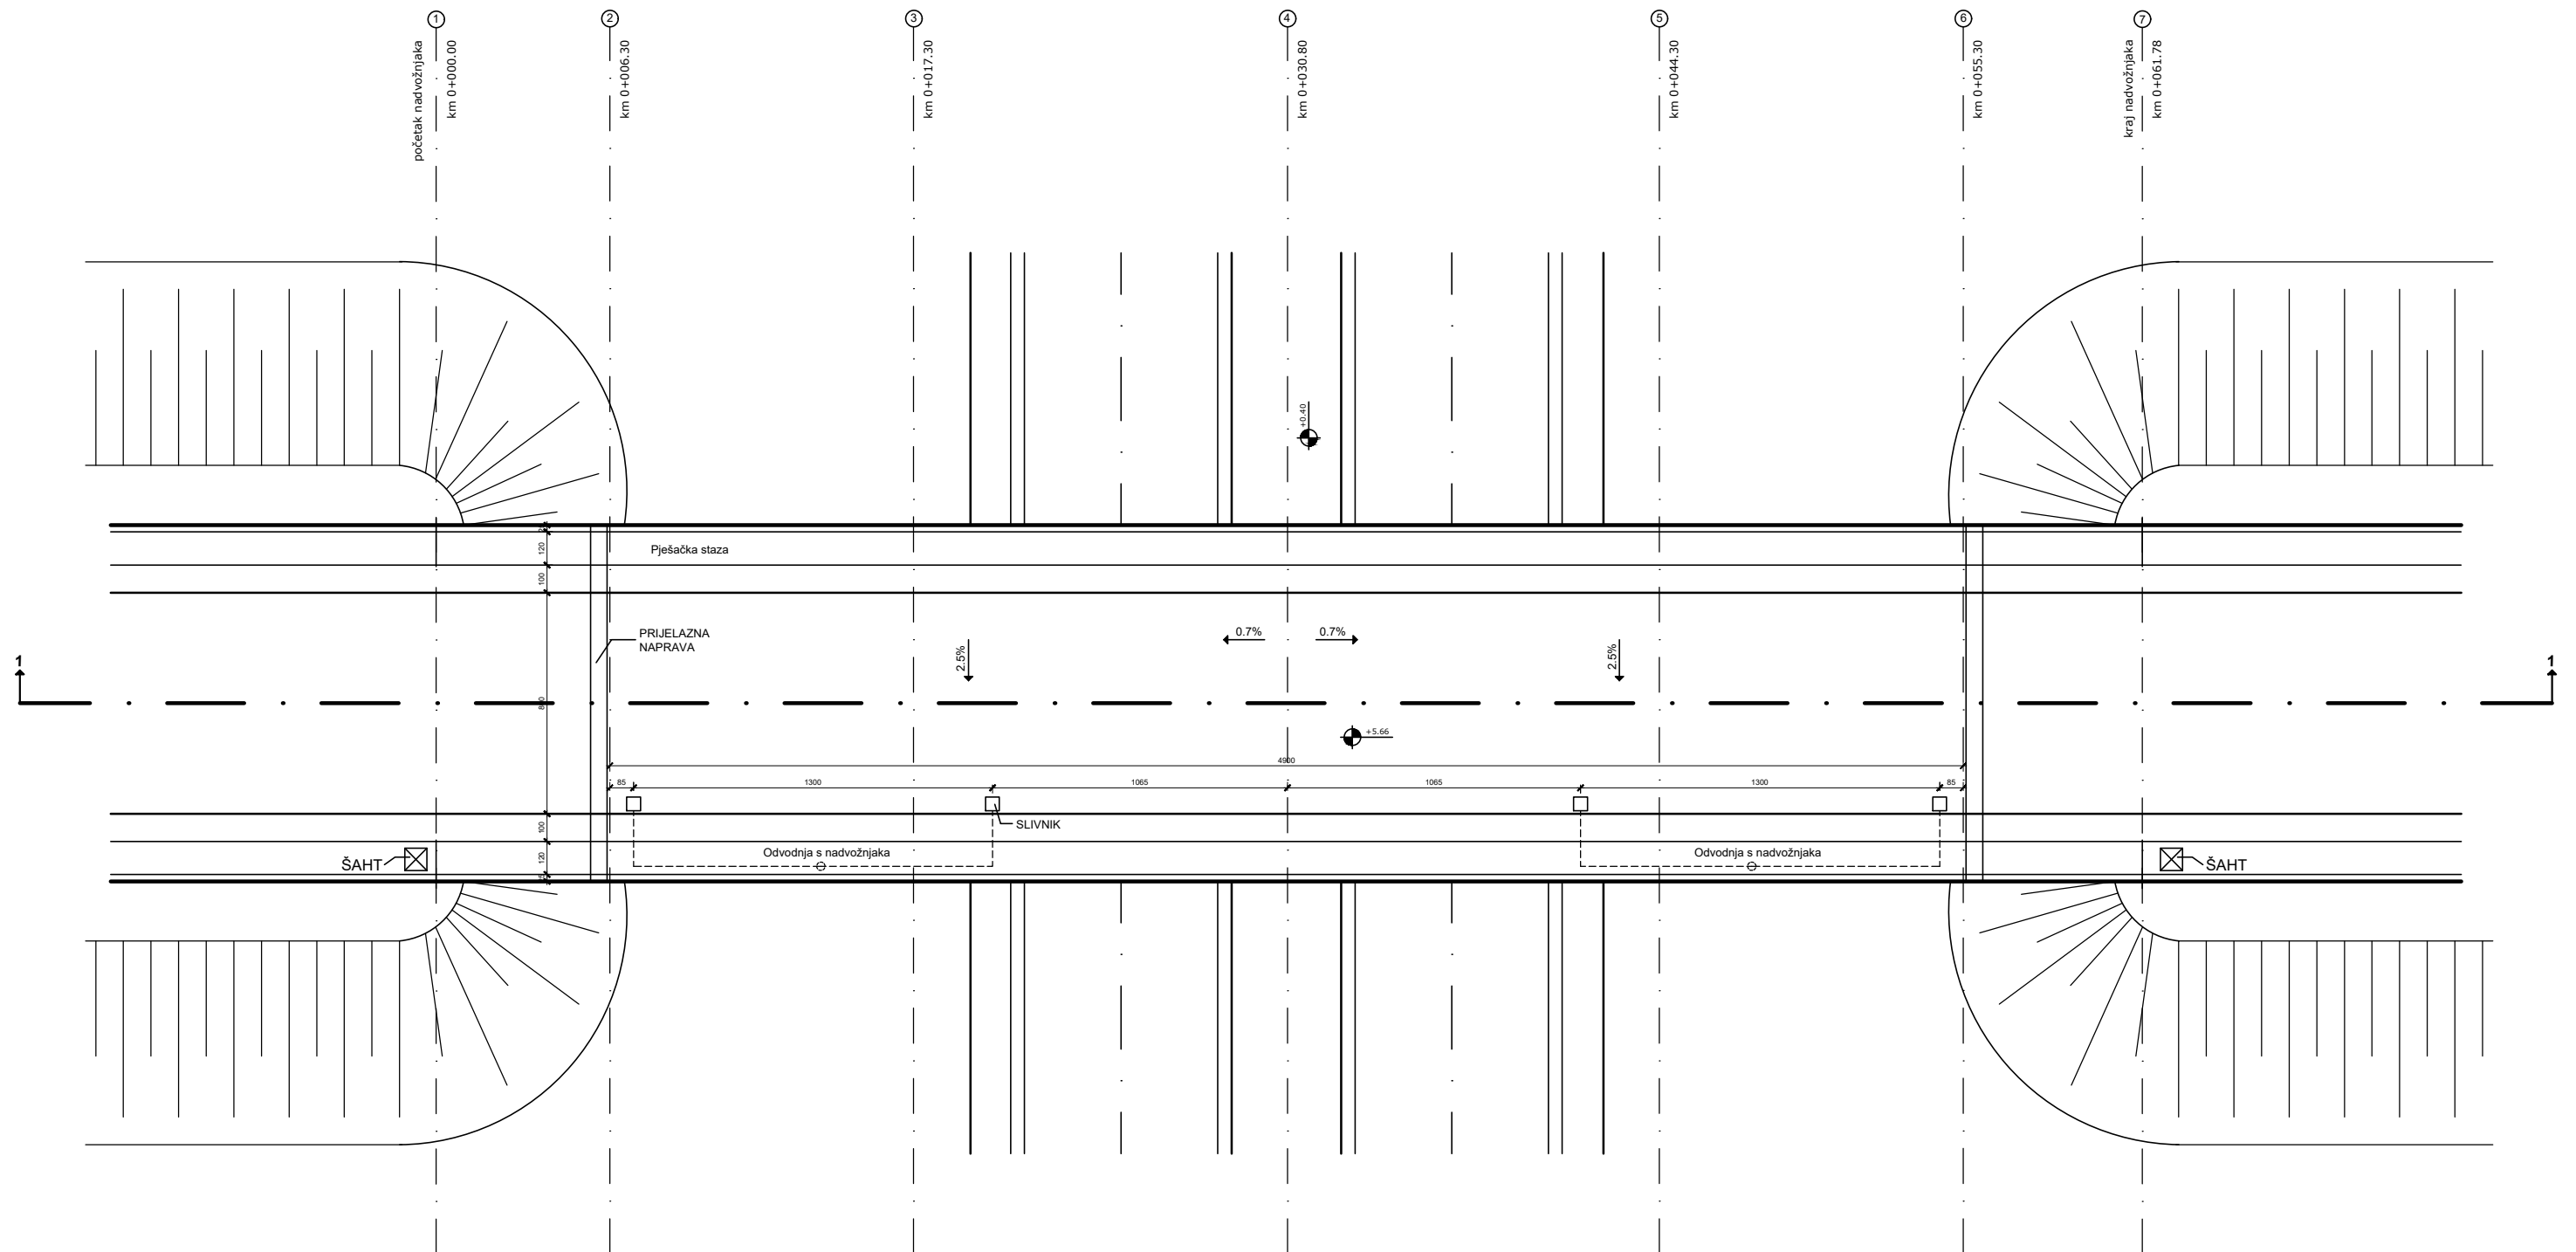 1
2
3
4
5
6
7
početak nadvožnjaka
km 0+000.00
km 0+006.30
km 0+017.30
km 0+030.80
km 0+044.30
km 0+055.30
kraj nadvožnjaka
km 0+061.78
+0.40
120
Pješačka staza
100
PRIJELAZNA
NAPRAVA
0.7%
0.7%
2.5%
2.5%
1
1
800
+5.66
4900
85
1300
1065
1065
1300
85
SLIVNIK
100
Odvodnja s nadvožnjaka
Odvodnja s nadvožnjaka
120
ŠAHT
ŠAHT